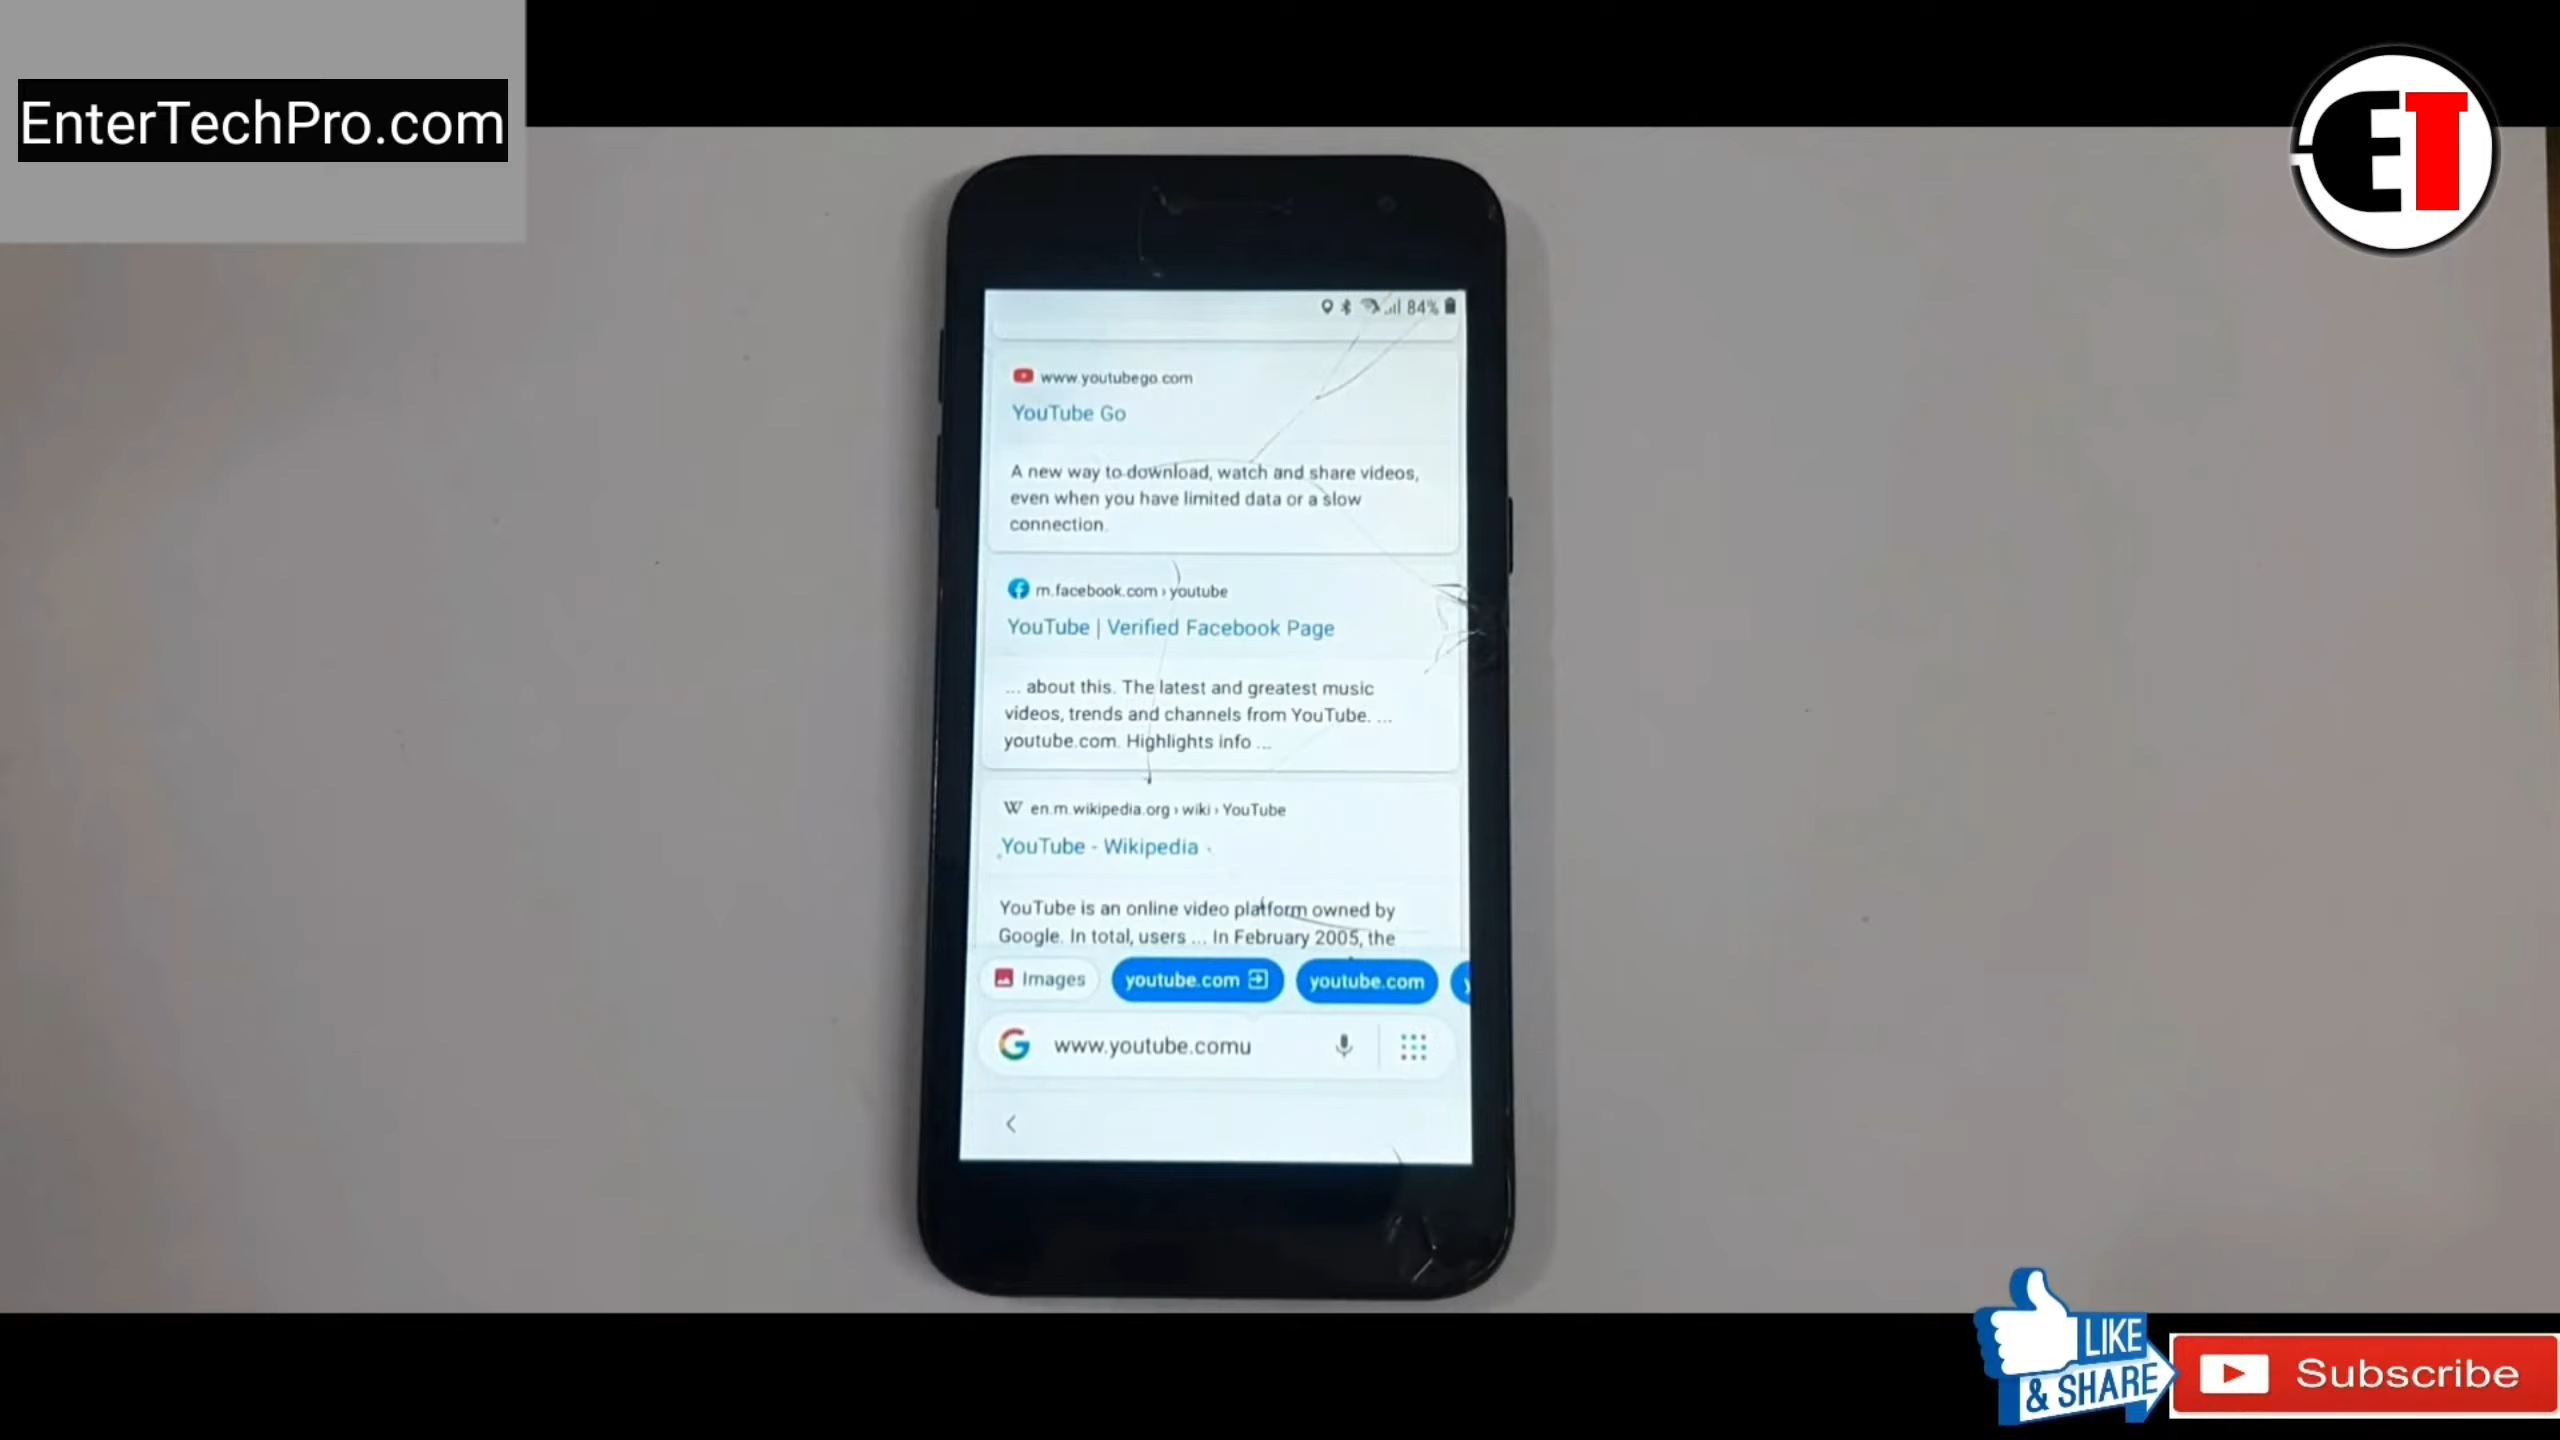 EnterTechPro.com
ET
84%
www.youtubego.com
YouTube Go
A new way to download, watch and share videos,
even when you have limited data or a slow
connection.
m.facebook.com › youtube
YouTube | Verified Facebook Page
... about this. The latest and greatest music
videos, trends and channels from YouTube. ...
youtube.com. Highlights info ...
W en.m.wikipedia.org › wiki › YouTube
YouTube - Wikipedia
YouTube is an online video platform owned by
Google. In total, users ... In February 2005, the
Images youtube.com youtube.com y
G www.youtube.comu
LIKE
& SHARE
Subscribe